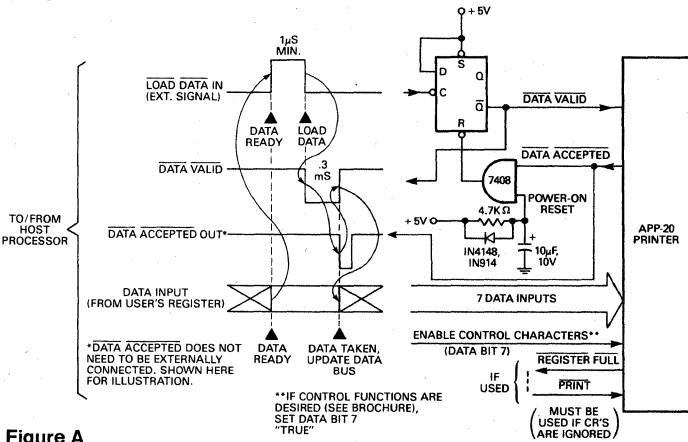 + 5V
1µS
MIN.
LOAD DATA IN
(EXT. SIGNAL)
DATA
READY
LOAD
DATA
D
S
Q
C
Q
R
DATA VALID
DATA ACCEPTED
7408
POWER-ON
RESET
DATA VALID
.3
mS
4.7K Ω
+ 5V
IN4148,
IN914
+
10µF,
10V
TO/FROM
HOST
PROCESSOR
APP-20
PRINTER
DATA ACCEPTED OUT*
DATA INPUT
(FROM USER'S REGISTER)
7 DATA INPUTS
*DATA ACCEPTED DOES NOT
NEED TO BE EXTERNALLY
CONNECTED. SHOWN HERE
FOR ILLUSTRATION.
DATA
READY
DATA TAKEN,
UPDATE DATA
BUS
ENABLE CONTROL CHARACTERS**
(DATA BIT 7)
REGISTER FULL
IF
USED
PRINT
**IF CONTROL FUNCTIONS ARE
DESIRED (SEE BROCHURE),
SET DATA BIT 7
"TRUE"
(MUST BE
USED IF CR'S
ARE IGNORED)
Figure A